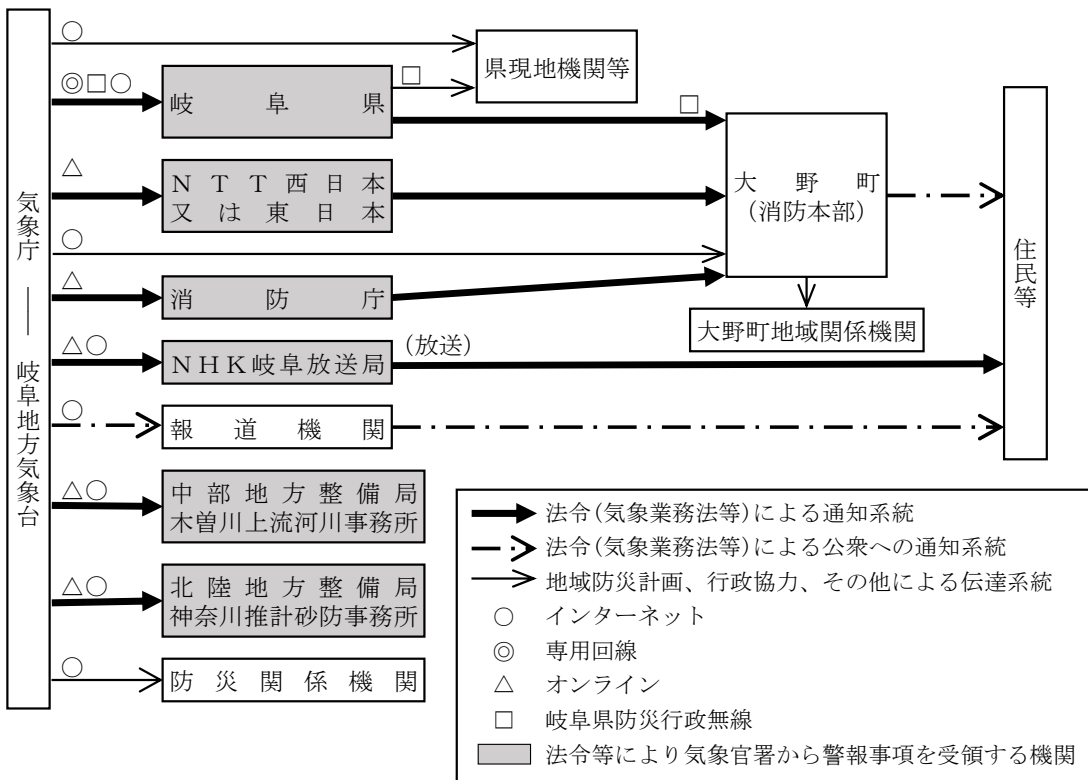 気象庁 ―― 岐阜地方気象台
○
県現地機関等
◎□○
岐阜県
□
□
△
NTT西日本
又は東日本
大野町
(消防本部)
○
△
消防庁
大野町地域関係機関
住民等
△○
NHK岐阜放送局
(放送)
○
報道機関
△○
中部地方整備局
木曽川上流河川事務所
△○
北陸地方整備局
神奈川推計砂防事務所
○
防災関係機関
法令(気象業務法等)による通知系統
法令(気象業務法等)による公衆への通知系統
地域防災計画、行政協力、その他による伝達系統
○ インターネット
◎ 専用回線
△ オンライン
□ 岐阜県防災行政無線
法令等により気象官署から警報事項を受領する機関